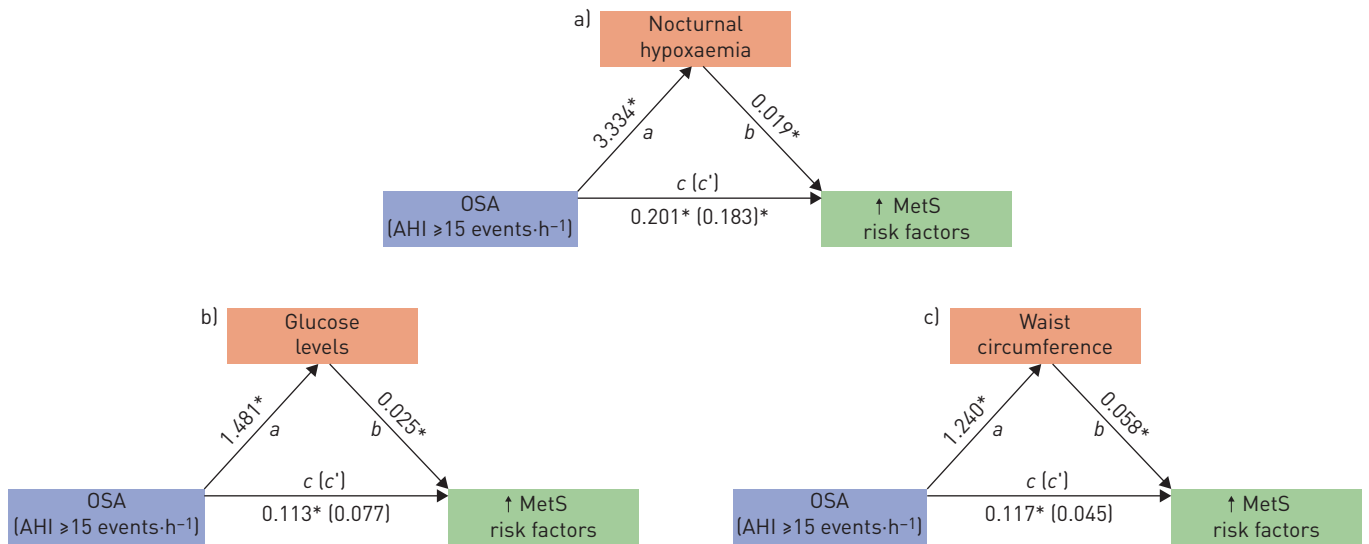 a)
Nocturnal
hypoxaemia
3.334*
a
0.019*
b
c (c')
0.201* (0.183)*
OSA
(AHI ⩾15 events·h⁻¹)
↑ MetS
risk factors
b)
Glucose
levels
1.481*
a
0.025*
b
c (c')
0.113* (0.077)
OSA
(AHI ⩾15 events·h⁻¹)
↑ MetS
risk factors
c)
Waist
circumference
1.240*
a
0.058*
b
c (c')
0.117* (0.045)
OSA
(AHI ⩾15 events·h⁻¹)
↑ MetS
risk factors